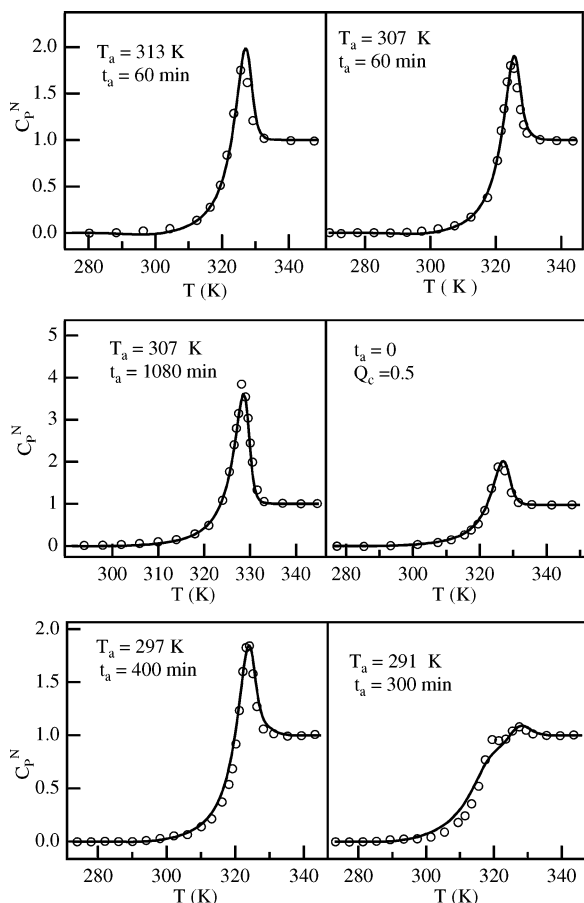 2.0
1.5
1.0
0.5
0.0
C_P^N
T_a = 313 K
t_a = 60 min
280 300 320 340
T (K)
T_a = 307 K
t_a = 60 min
280 300 320 340
T ( K )
5
4
3
2
1
0
C_P^N
T_a = 307 K
t_a = 1080 min
300 310 320 330 340
T (K)
t_a = 0
Q_c =0.5
280 300 320 340
T (K)
2.0
1.5
1.0
0.5
0.0
C_P^N
T_a = 297 K
t_a = 400 min
280 300 320 340
T (K)
T_a = 291 K
t_a = 300 min
280 300 320 340
T (K)